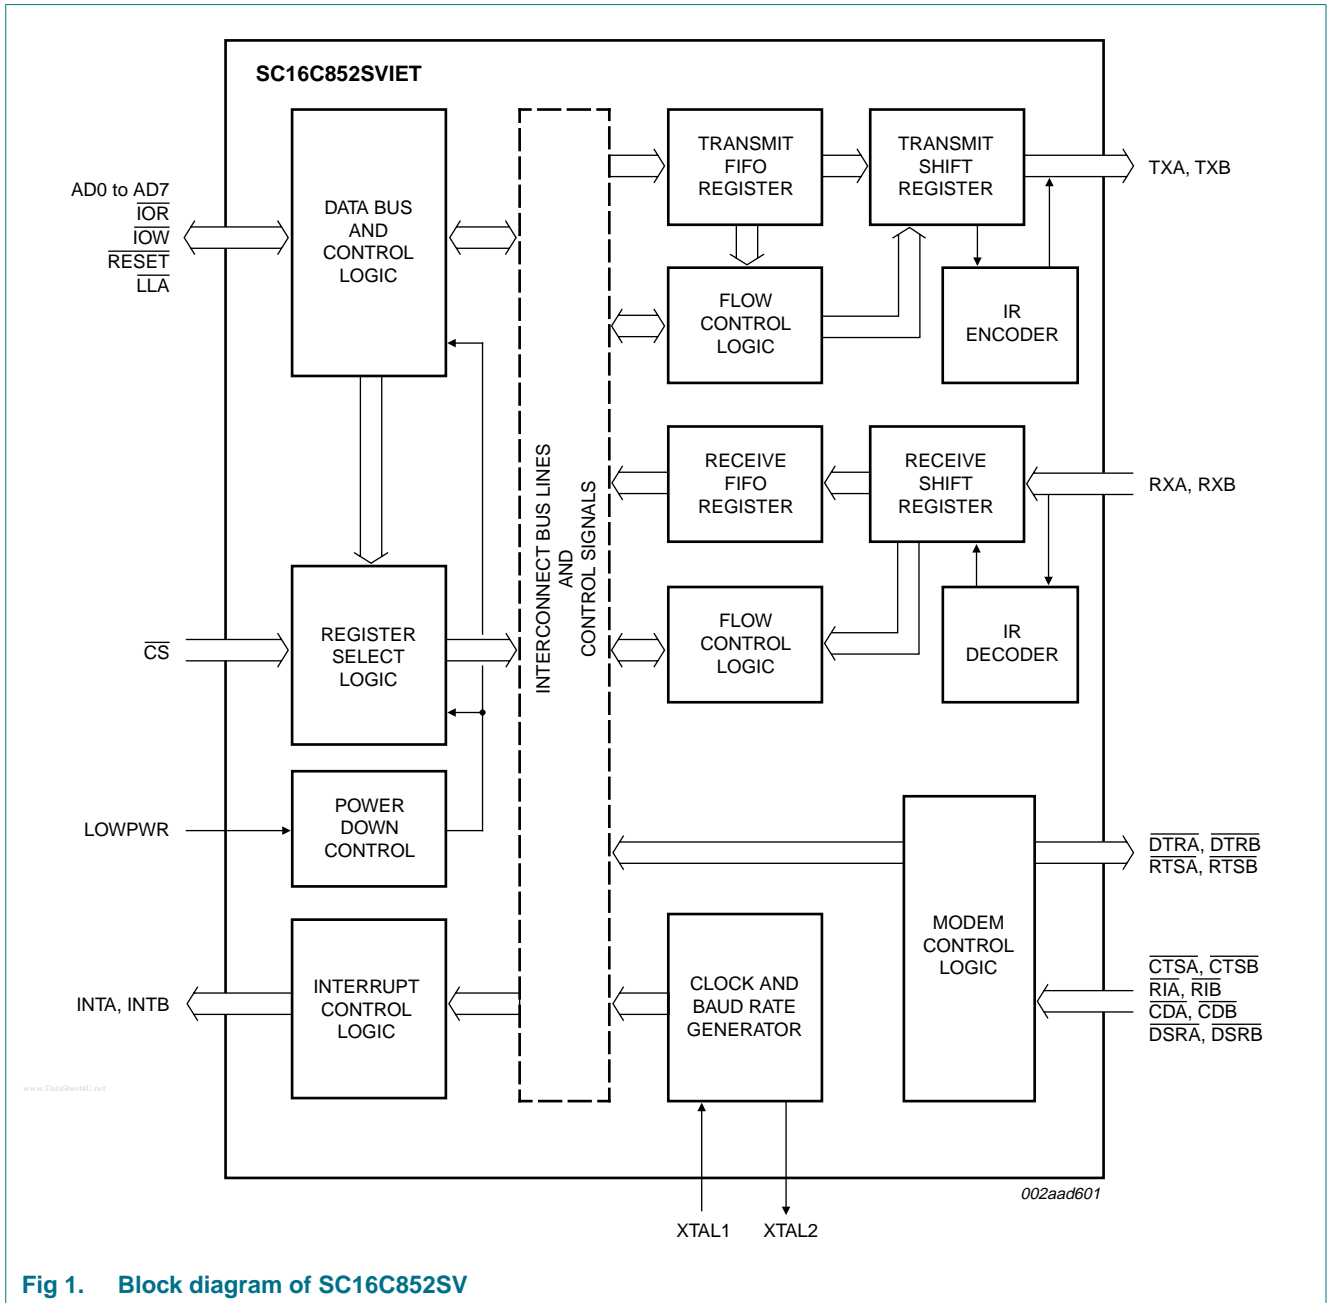 SC16C852SVIET
AD0 to AD7
IOR
IOW
RESET
LLA
DATA BUS
AND
CONTROL
LOGIC
TRANSMIT
FIFO
REGISTER
TRANSMIT
SHIFT
REGISTER
TXA, TXB
FLOW
CONTROL
LOGIC
IR
ENCODER
INTERCONNECT BUS LINES
AND
CONTROL SIGNALS
RECEIVE
FIFO
REGISTER
RECEIVE
SHIFT
REGISTER
RXA, RXB
CS
REGISTER
SELECT
LOGIC
FLOW
CONTROL
LOGIC
IR
DECODER
LOWPWR
POWER
DOWN
CONTROL
DTRA, DTRB
RTSA, RTSB
MODEM
CONTROL
LOGIC
CTSA, CTSB
RIA, RIB
CDA, CDB
DSRA, DSRB
INTA, INTB
INTERRUPT
CONTROL
LOGIC
CLOCK AND
BAUD RATE
GENERATOR
www.DataSheet4U.net
002aad601
XTAL1
XTAL2
Fig 1. Block diagram of SC16C852SV